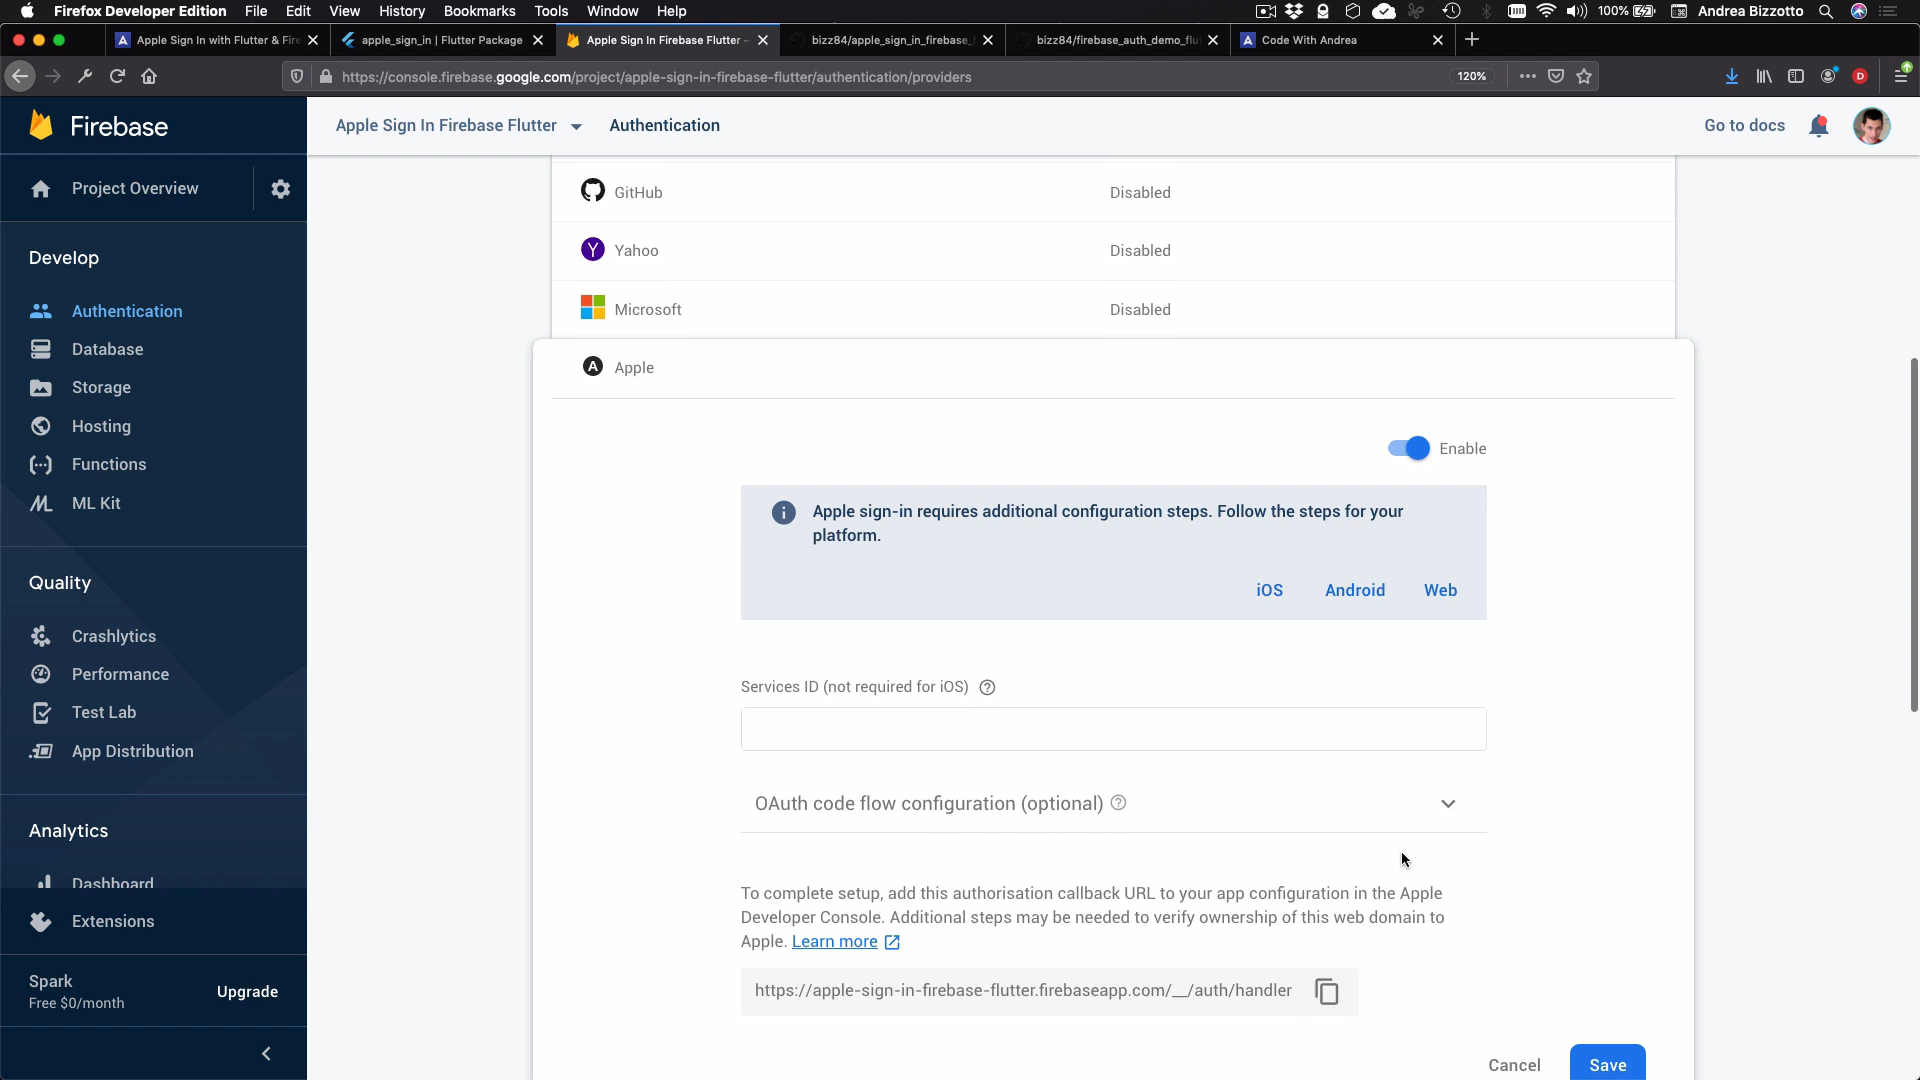 Firefox Developer Edition File Edit View History Bookmarks Tools Window Help 100% Andrea Bizzotto
Apple Sign In with Flutter & Fire
apple_sign_in | Flutter Package
Apple Sign In Firebase Flutter –
bizz84/apple_sign_in_firebase_f
bizz84/firebase_auth_demo_flut
Code With Andrea
https://console.firebase.google.com/project/apple-sign-in-firebase-flutter/authentication/providers 120%
Firebase
Apple Sign In Firebase Flutter Authentication Go to docs
Project Overview
Develop
Authentication
Database
Storage
Hosting
Functions
ML Kit
Quality
Crashlytics
Performance
Test Lab
App Distribution
Analytics
Dashboard
Extensions
Spark
Free $0/month
Upgrade
GitHub Disabled
Yahoo Disabled
Microsoft Disabled
Apple
Enable
Apple sign-in requires additional configuration steps. Follow the steps for your
platform.
iOS Android Web
Services ID (not required for iOS)
OAuth code flow configuration (optional)
To complete setup, add this authorisation callback URL to your app configuration in the Apple
Developer Console. Additional steps may be needed to verify ownership of this web domain to
Apple. Learn more
https://apple-sign-in-firebase-flutter.firebaseapp.com/__/auth/handler
Cancel Save